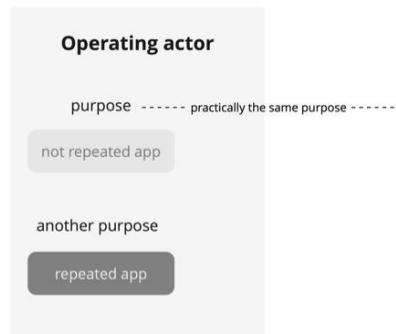 Operating actor
purpose ------ practically the same purpose ------
not repeated app
another purpose
repeated app